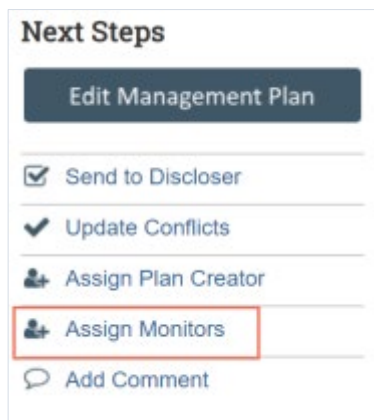 Next Steps
Edit Management Plan
Send to Discloser
Update Conflicts
Assign Plan Creator
Assign Monitors
Add Comment